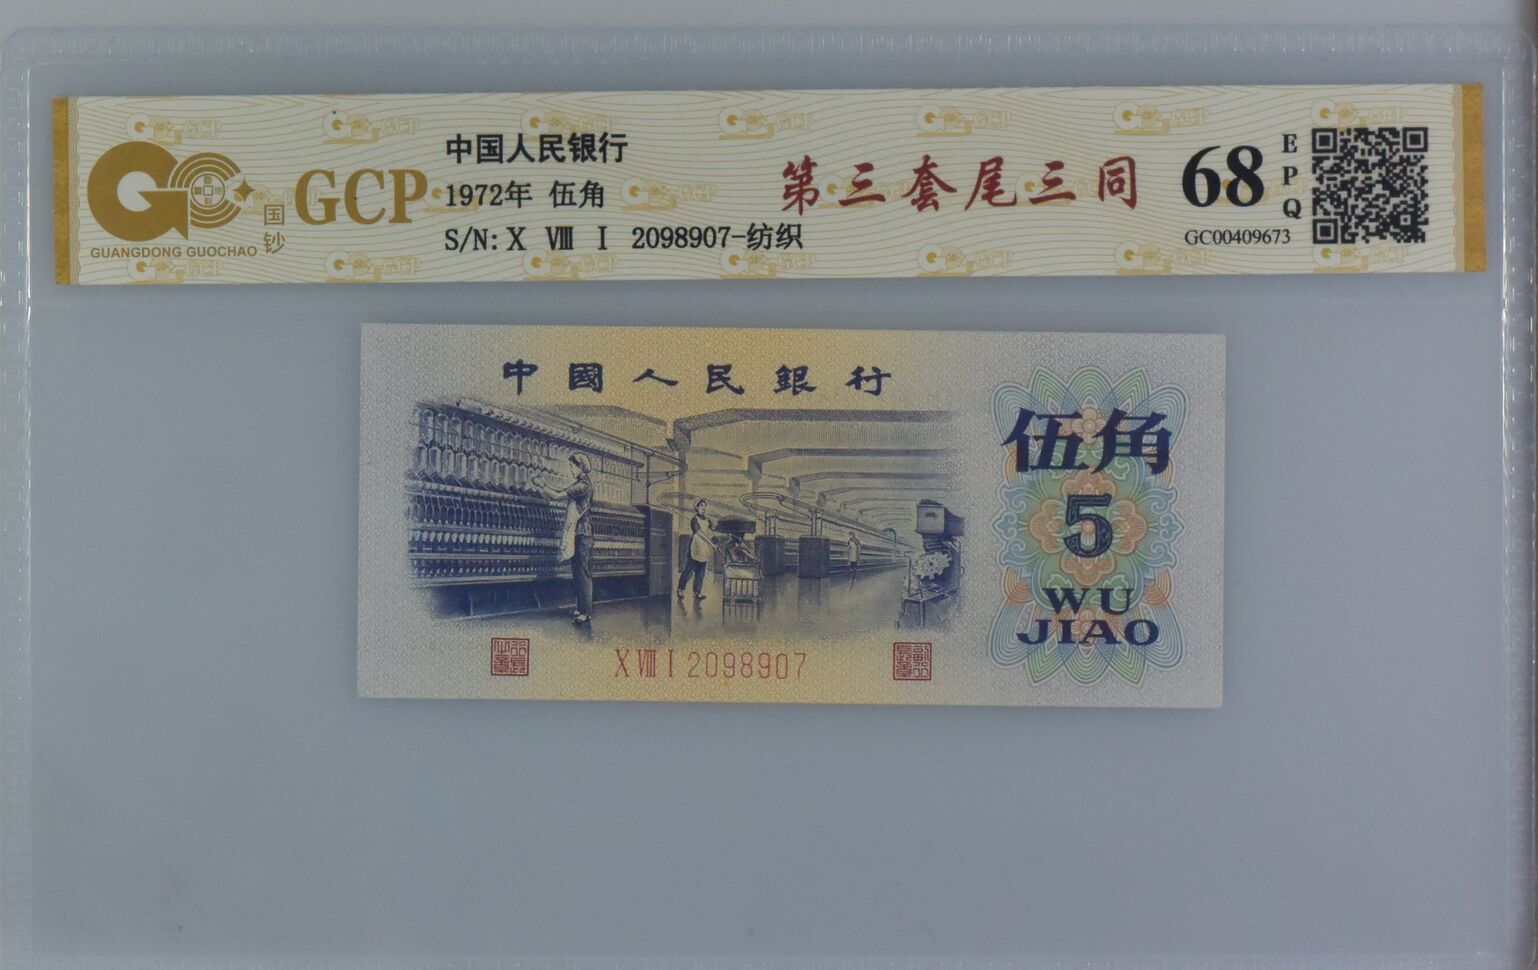 中国人民银行
1972年 伍角
S/N: X Ⅷ Ⅰ 2098907-纺织
GCP
国钞
GUANGDONG GUOCHAO
第三套尾三同
68
EPQ
GC00409673
中國人民銀行
伍角
5
WU
JIAO
X Ⅷ Ⅰ 2098907